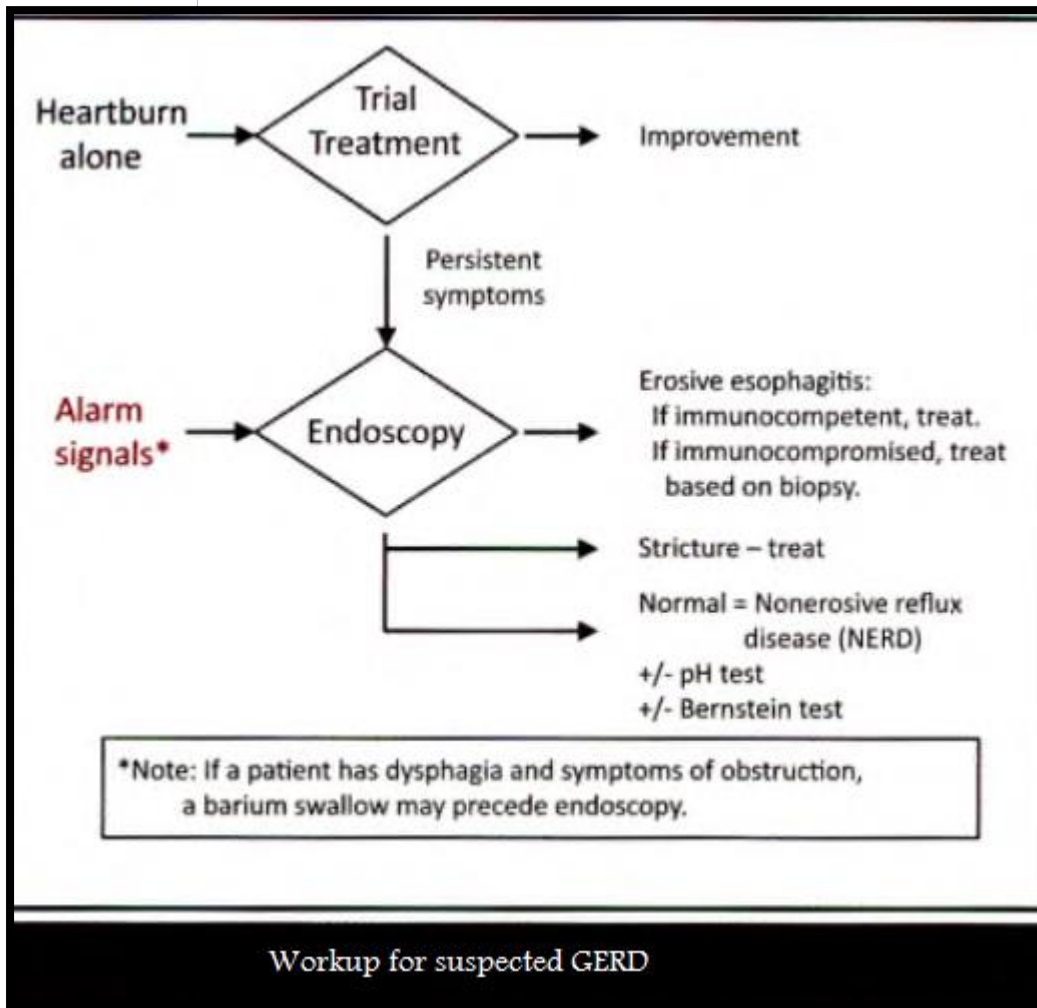 Heartburn
alone
Trial
Treatment
Improvement
Persistent
symptoms
Alarm
signals*
Endoscopy
Erosive esophagitis:
If immunocompetent, treat.
If immunocompromised, treat
based on biopsy.
Stricture – treat
Normal = Nonerosive reflux
disease (NERD)
+/- pH test
+/- Bernstein test
*Note: If a patient has dysphagia and symptoms of obstruction,
a barium swallow may precede endoscopy.
Workup for suspected GERD